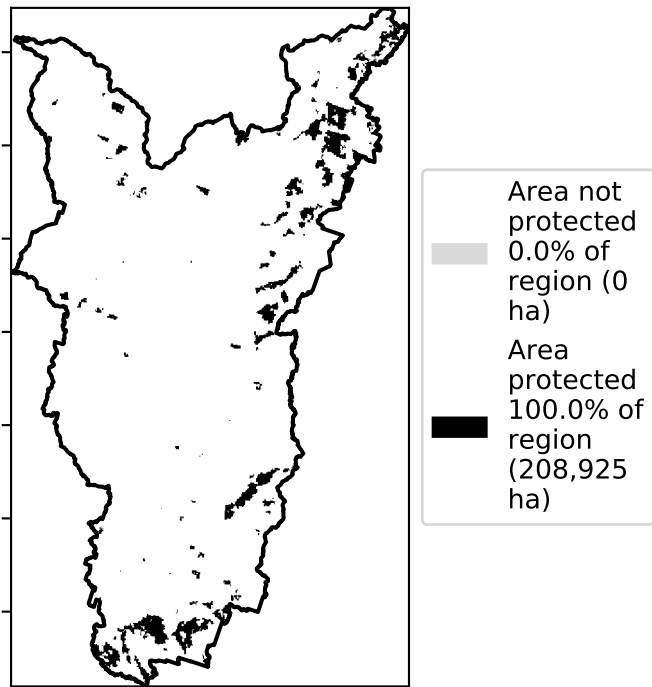 Area not
protected
0.0% of
region (0
ha)
Area
protected
100.0% of
region
(208,925
ha)